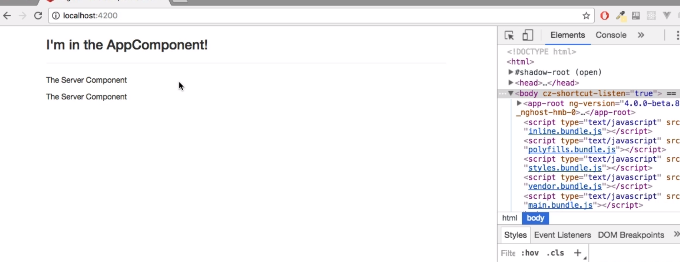 localhost:4200
I'm in the AppComponent!
The Server Component
The Server Component
Elements Console »
<!DOCTYPE html>
<html>
▶#shadow-root (open)
▶<head>…</head>
▼<body cz-shortcut-listen="true"> ==
▶<app-root ng-version="4.0.0-beta.8
_nghost-hmb-0>…</app-root>
<script type="text/javascript" src
"inline.bundle.js"></script>
<script type="text/javascript" src
"polyfills.bundle.js"></script>
<script type="text/javascript" src
"styles.bundle.js"></script>
<script type="text/javascript" src
"vendor.bundle.js"></script>
<script type="text/javascript" src
"main.bundle.js"></script>
html body
Styles Event Listeners DOM Breakpoints »
Filte :hov .cls +